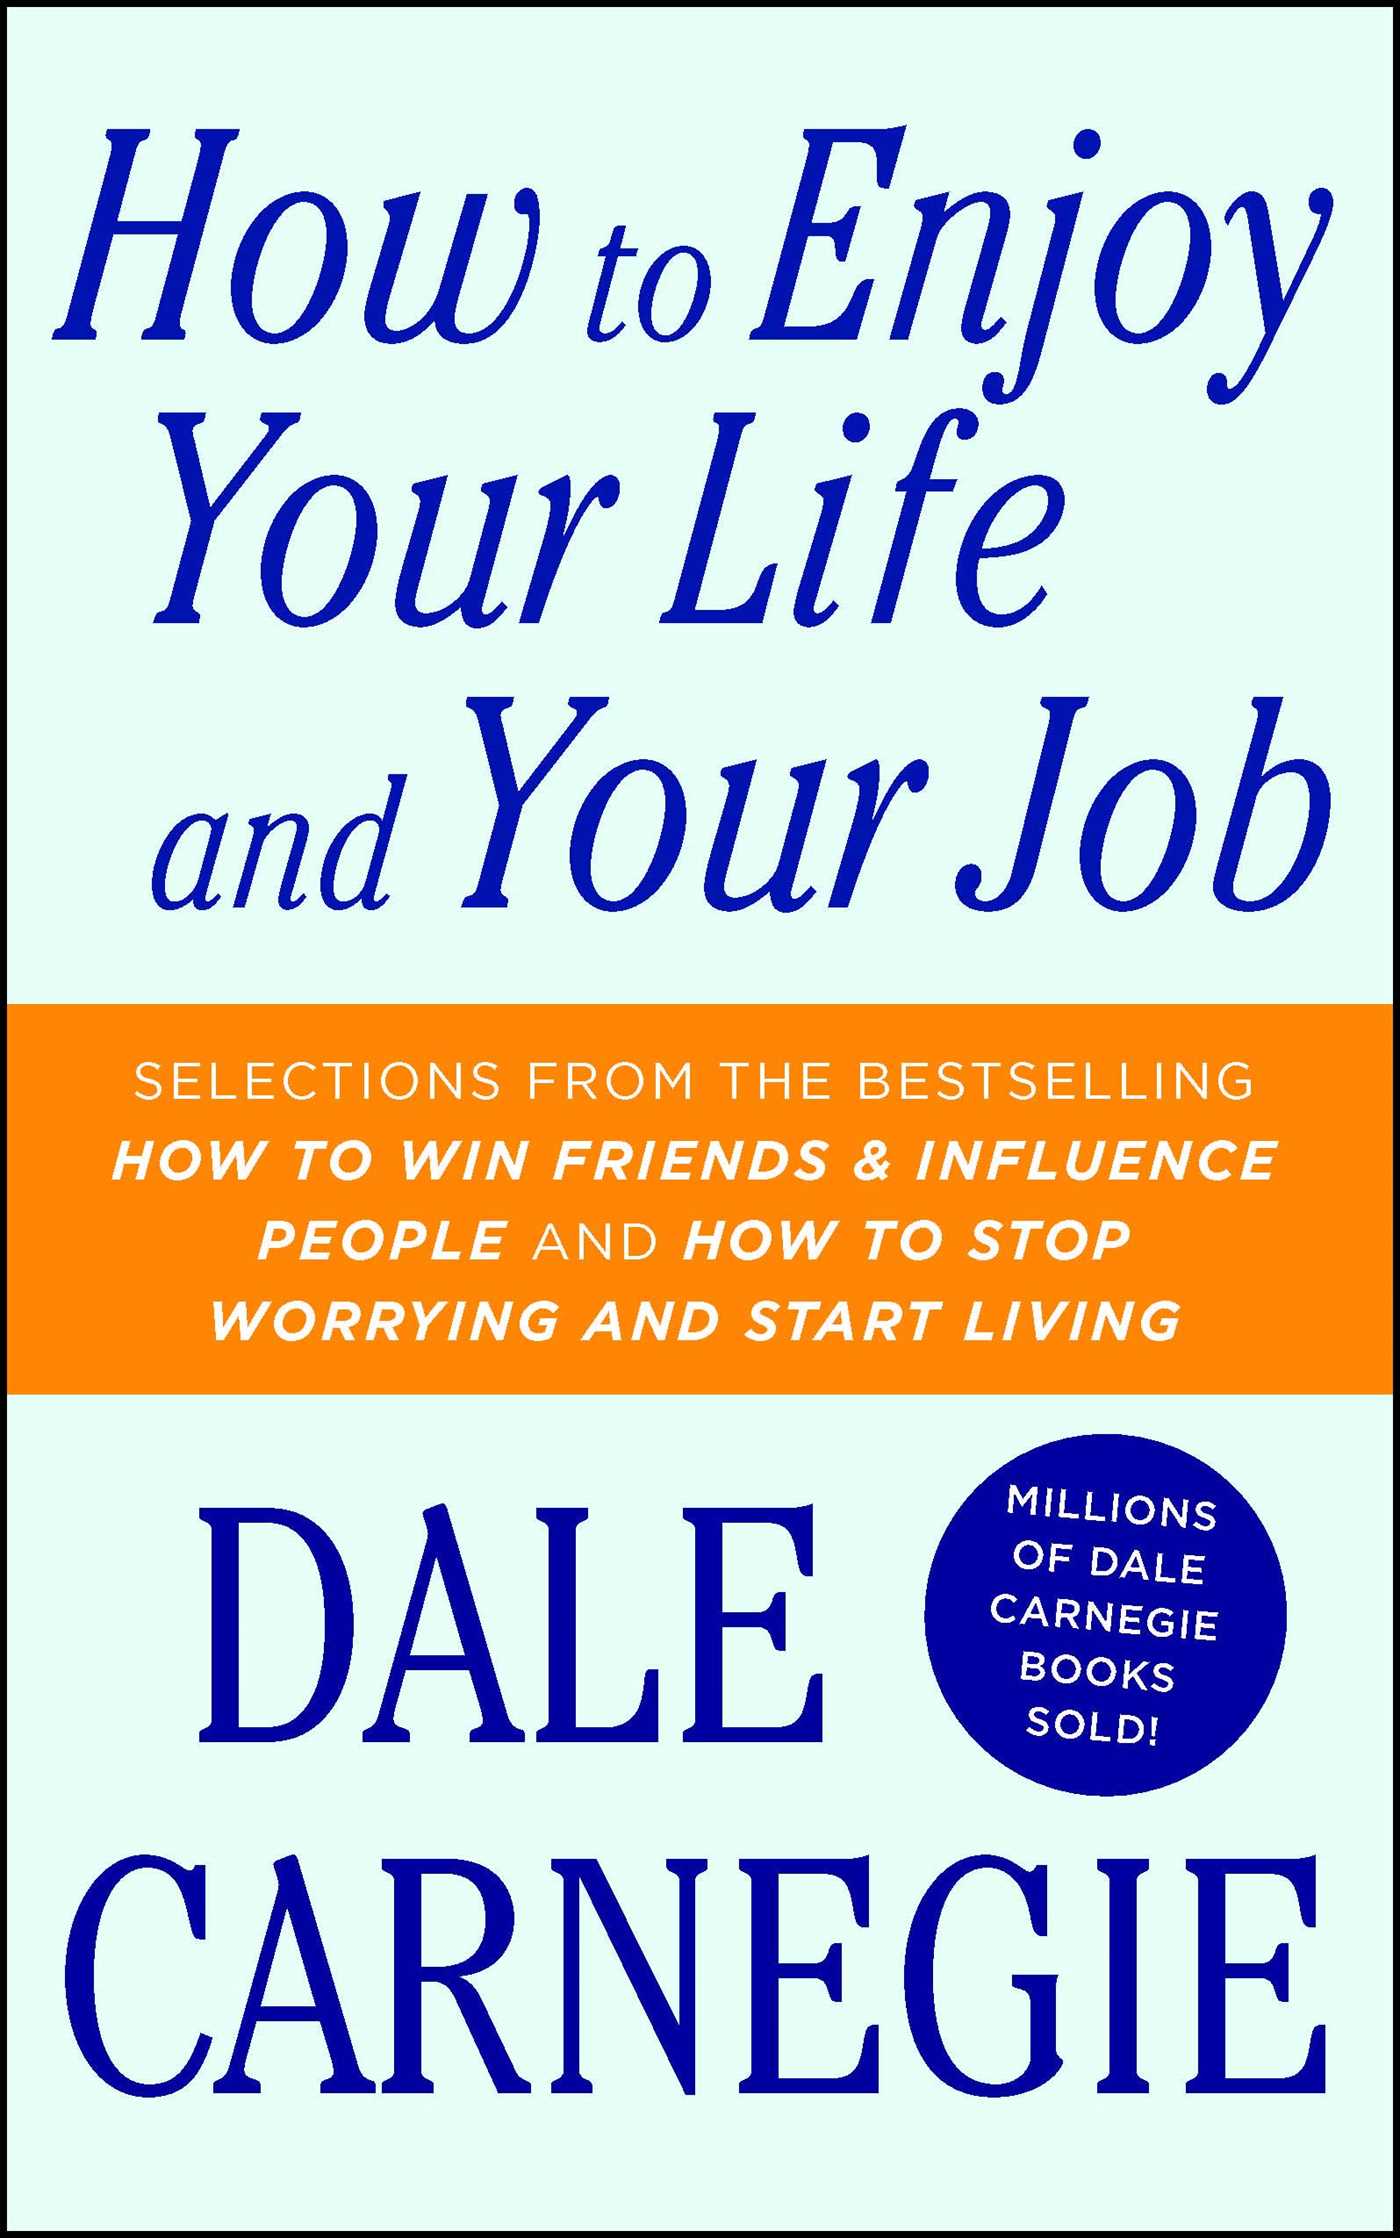 How to Enjoy
Your Life
and Your Job
SELECTIONS FROM THE BESTSELLING
HOW TO WIN FRIENDS & INFLUENCE
PEOPLE AND HOW TO STOP
WORRYING AND START LIVING
DALE
CARNEGIE
MILLIONS
OF DALE
CARNEGIE
BOOKS
SOLD!